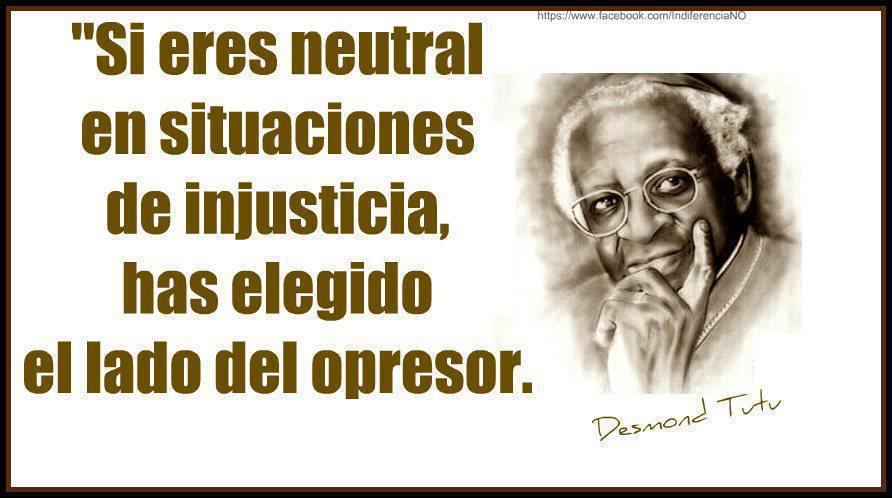 https://www.facebook.com/IndiferenciaNO
"Si eres neutral
en situaciones
de injusticia,
has elegido
el lado del opresor.
Desmond Tutu